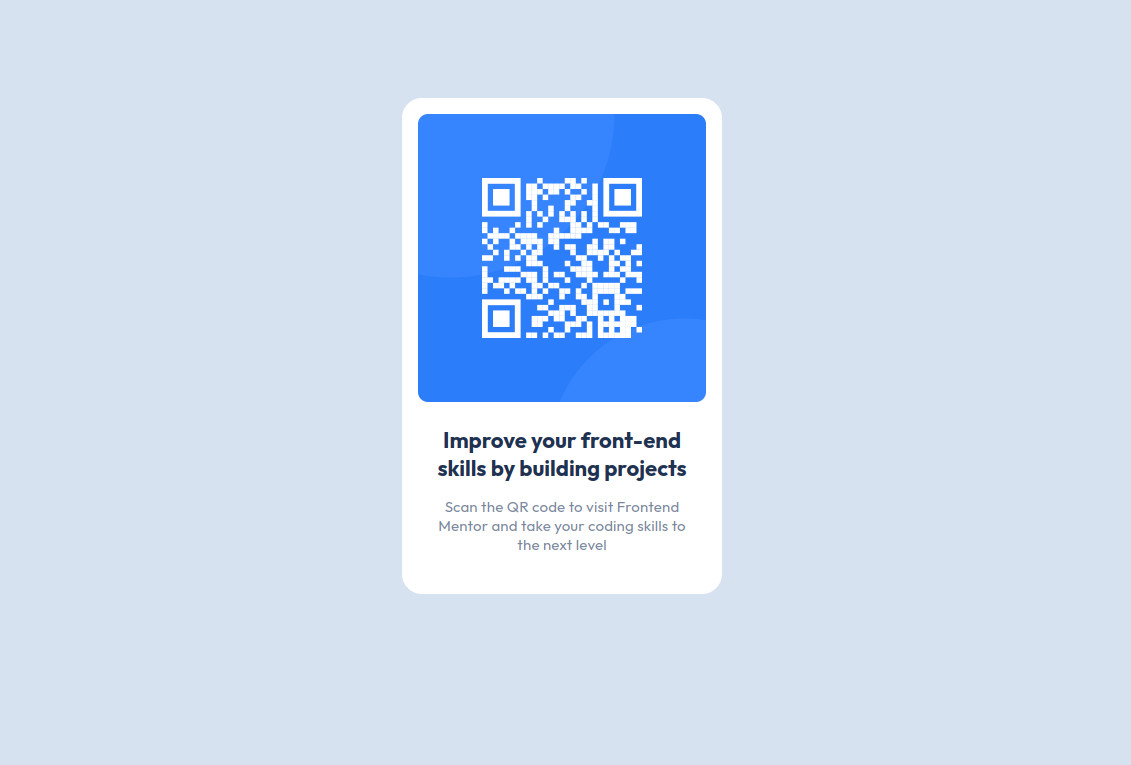 Improve your front-end
skills by building projects
Scan the QR code to visit Frontend
Mentor and take your coding skills to
the next level